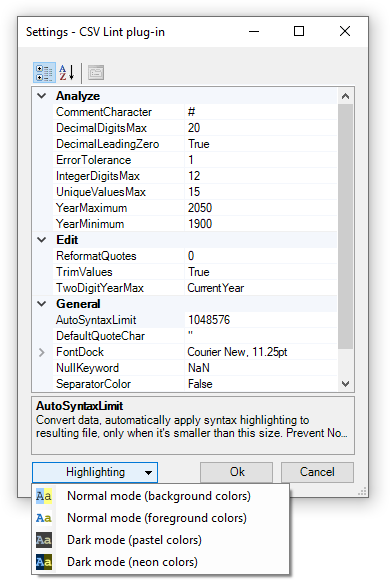 Settings - CSV Lint plug-in
A
Z
Analyze
CommentCharacter #
DecimalDigitsMax 20
DecimalLeadingZero True
ErrorTolerance 1
IntegerDigitsMax 12
UniqueValuesMax 15
YearMaximum 2050
YearMinimum 1900
Edit
ReformatQuotes 0
TrimValues True
TwoDigitYearMax CurrentYear
General
AutoSyntaxLimit 1048576
DefaultQuoteChar "
FontDock Courier New, 11.25pt
NullKeyword NaN
SeparatorColor False
AutoSyntaxLimit
Convert data, automatically apply syntax highlighting to
resulting file, only when it's smaller than this size. Prevent No...
Highlighting Ok Cancel
Aa Normal mode (background colors)
Aa Normal mode (foreground colors)
Aa Dark mode (pastel colors)
Aa Dark mode (neon colors)